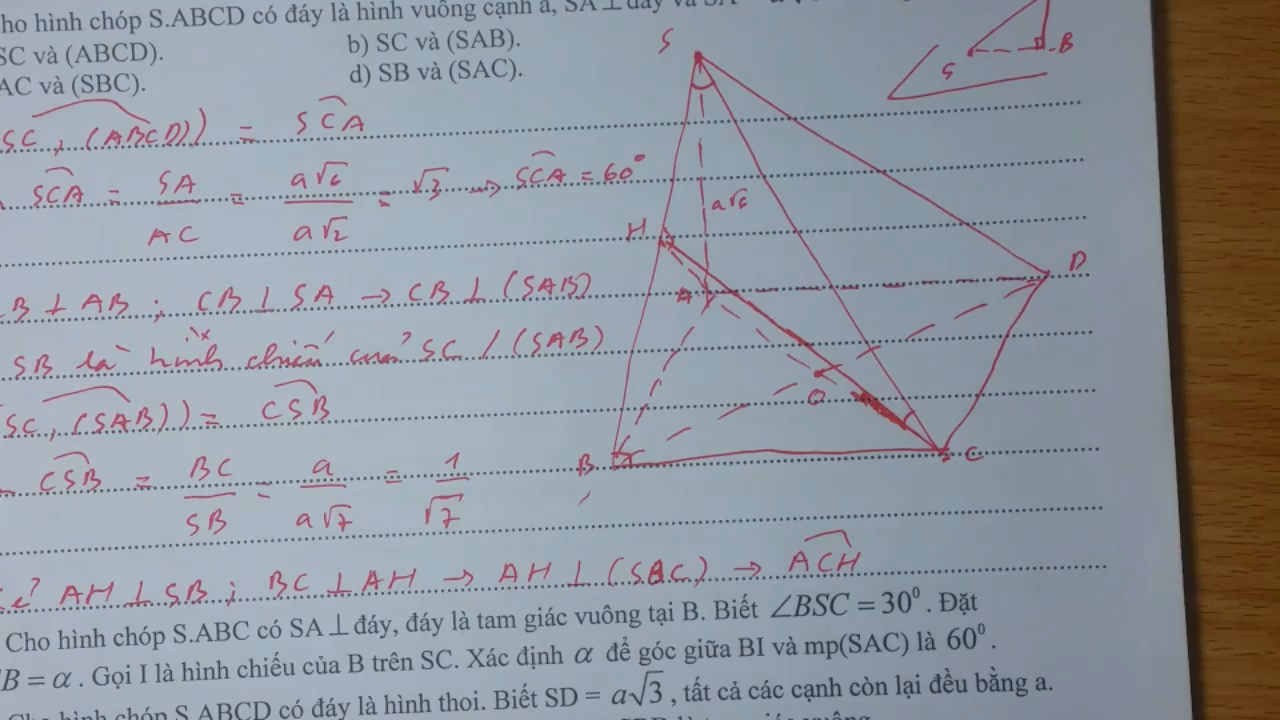 ho hình chóp S.ABCD có đáy là hình vuông cạnh a, SA ⊥ đáy và SA
SC và (ABCD).
b) SC và (SAB).
AC và (SBC).
d) SB và (SAC).
SC, (ABCD)) = SCA
SCA = SA/AC = a√6/a√2 = √3 → SCA = 60°
B ⊥ AB ; CB ⊥ SA → CB ⊥ (SAB)
SB là hình chiếu của SC / (SAB)
SC, (SAB)) = CSB
CSB = BC/SB = a/a√7 = 1/√7
AH ⊥ SB ; BC ⊥ AH → AH ⊥ (SBC) → ACH
Cho hình chóp S.ABC có SA ⊥ đáy, đáy là tam giác vuông tại B. Biết ∠BSC = 30⁰. Đặt
B = α. Gọi I là hình chiếu của B trên SC. Xác định α để góc giữa BI và mp(SAC) là 60⁰.
hình chóp S.ABCD có đáy là hình thoi. Biết SD = a√3, tất cả các cạnh còn lại đều bằng a.
S
B
S
a√6
H
A
D
O
B
C